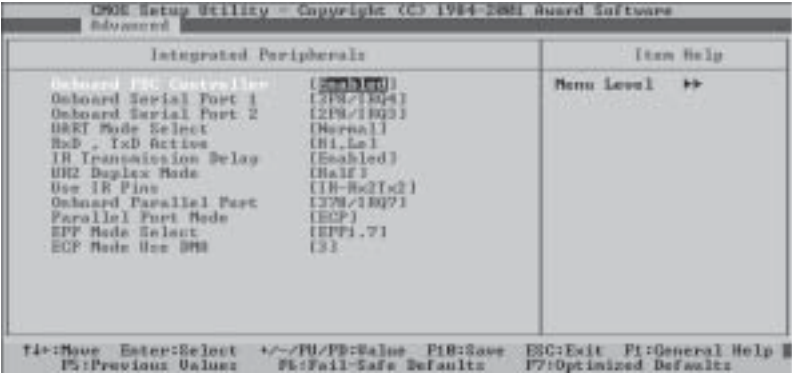 CMOS Setup Utility - Copyright (C) 1984-2001 Award Software
Advanced
Integrated Peripherals
Item Help
Onboard FDC Controller [Enabled]
Menu Level ▶▶
Onboard Serial Port 1 [3F8/IRQ4]
Onboard Serial Port 2 [2F8/IRQ3]
UART Mode Select [Normal]
RxD , TxD Active [Hi,Lo]
IR Transmission Delay [Enabled]
UR2 Duplex Mode [Half]
Use IR Pins [IR-Rx2Tx2]
Onboard Parallel Port [378/IRQ7]
Parallel Port Mode [ECP]
EPP Mode Select [EPP1.7]
ECP Mode Use DMA [3]
↑↓←:Move Enter:Select +/-/PU/PD:Value F10:Save ESC:Exit F1:General Help
F5:Previous Values F6:Fail-Safe Defaults F7:Optimized Defaults